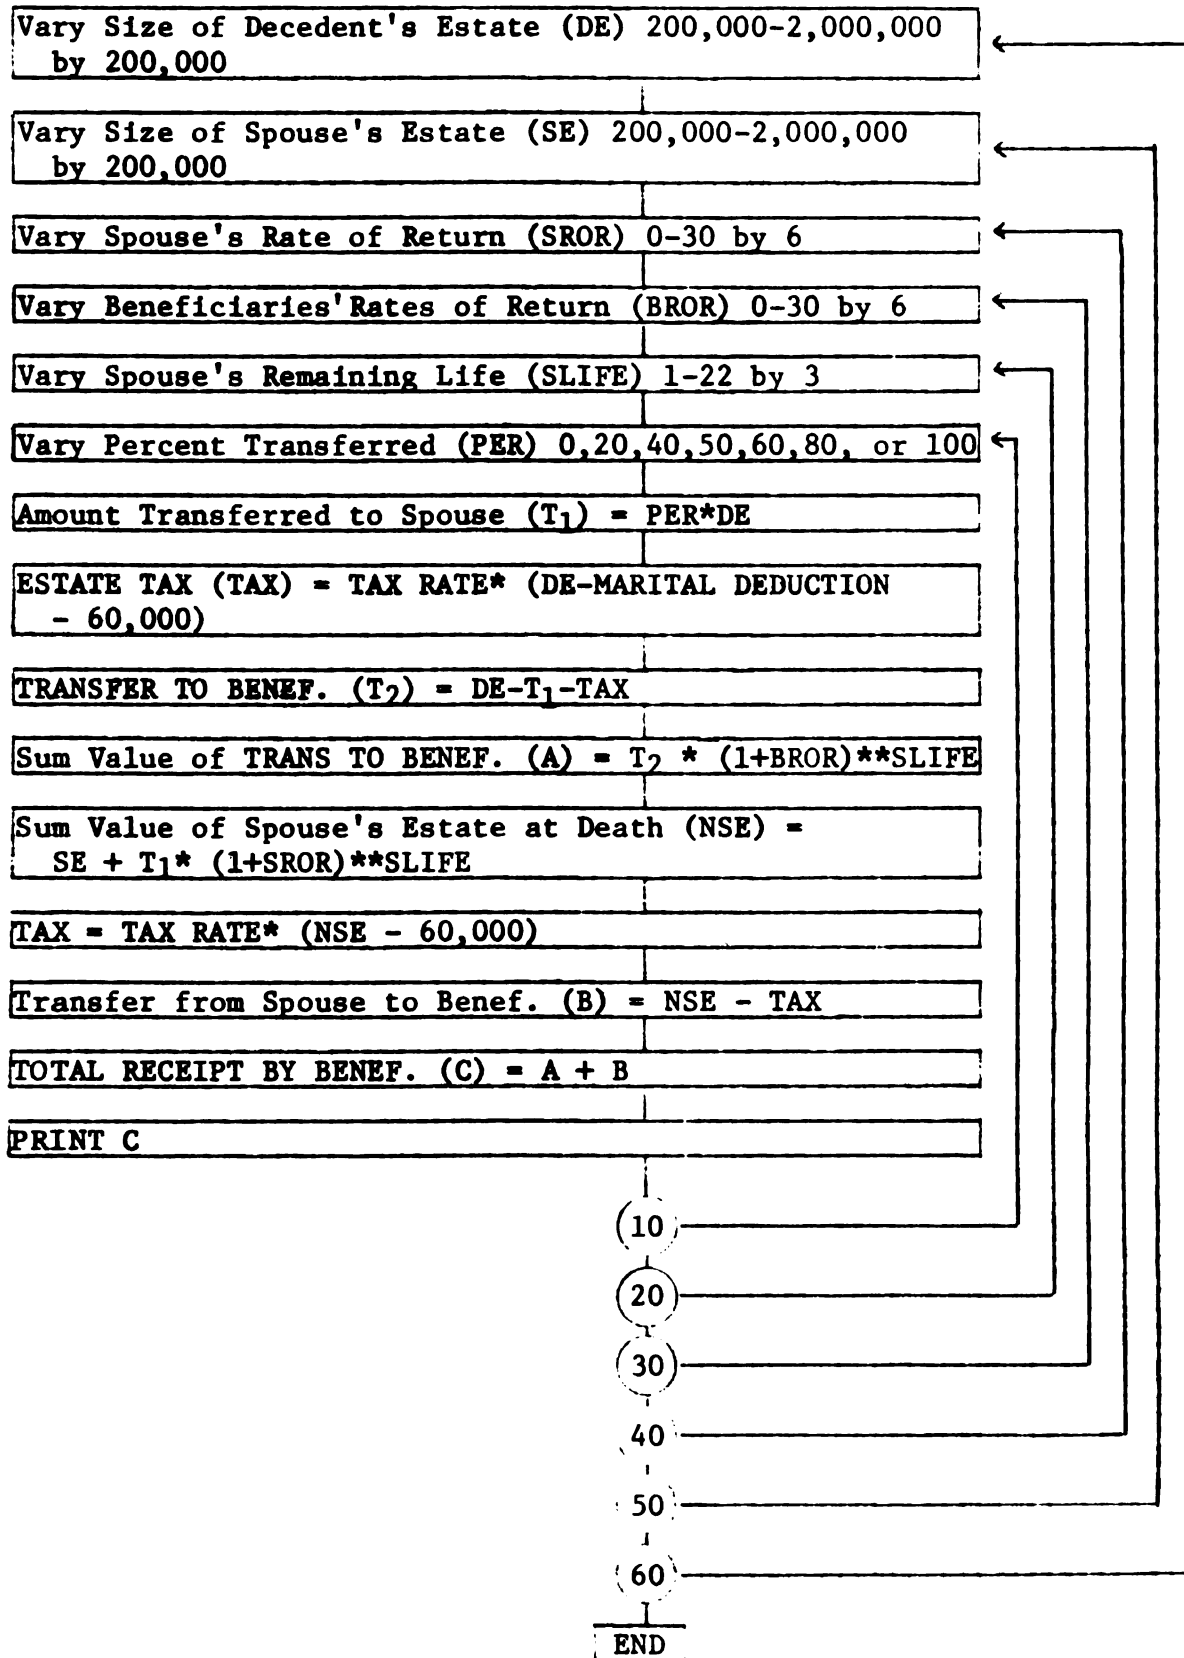 Vary Size of Decedent's Estate (DE) 200,000-2,000,000
by 200,000
Vary Size of Spouse's Estate (SE) 200,000-2,000,000
by 200,000
Vary Spouse's Rate of Return (SROR) 0-30 by 6
Vary Beneficiaries'Rates of Return (BROR) 0-30 by 6
Vary Spouse's Remaining Life (SLIFE) 1-22 by 3
Vary Percent Transferred (PER) 0,20,40,50,60,80, or 100
Amount Transferred to Spouse (T1) = PER*DE
ESTATE TAX (TAX) = TAX RATE* (DE-MARITAL DEDUCTION
- 60,000)
TRANSFER TO BENEF. (T2) = DE-T1-TAX
Sum Value of TRANS TO BENEF. (A) = T2 * (1+BROR)**SLIFE
Sum Value of Spouse's Estate at Death (NSE) =
SE + T1* (1+SROR)**SLIFE
TAX = TAX RATE* (NSE - 60,000)
Transfer from Spouse to Benef. (B) = NSE - TAX
TOTAL RECEIPT BY BENEF. (C) = A + B
PRINT C
10
20
30
40
50
60
END